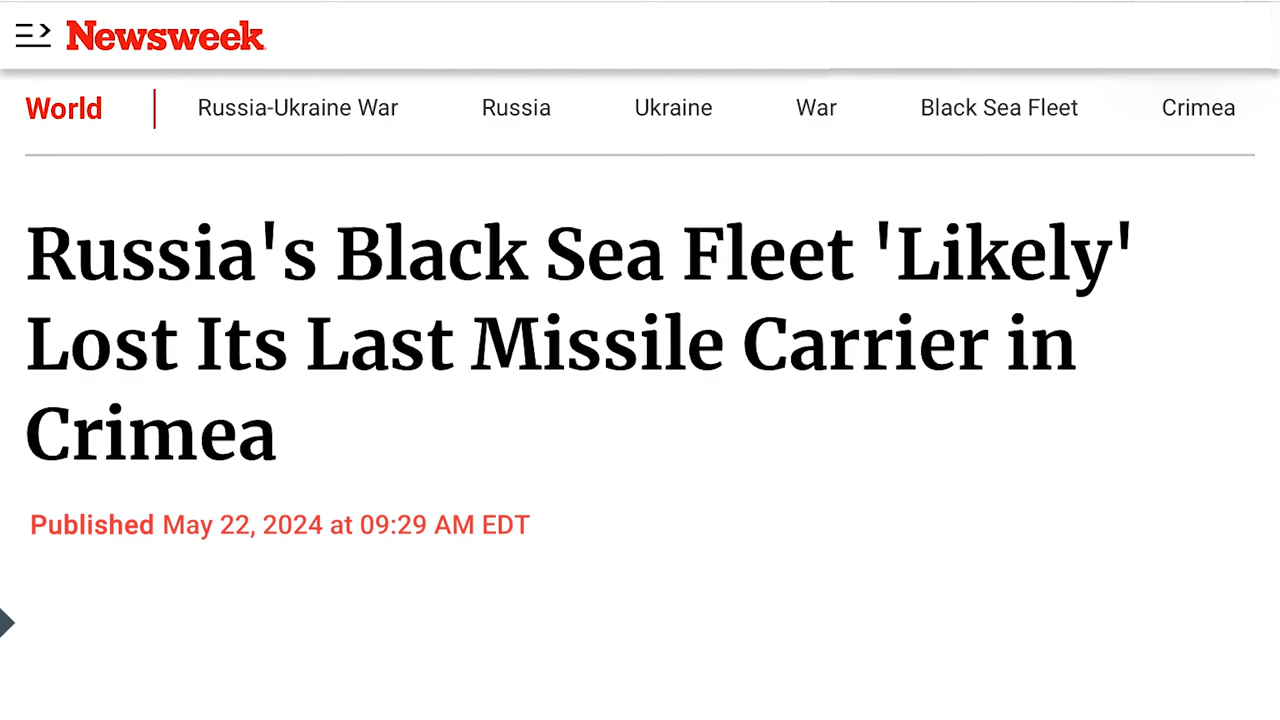 Newsweek
World Russia-Ukraine War Russia Ukraine War Black Sea Fleet Crimea
Russia's Black Sea Fleet 'Likely'
Lost Its Last Missile Carrier in
Crimea
Published May 22, 2024 at 09:29 AM EDT